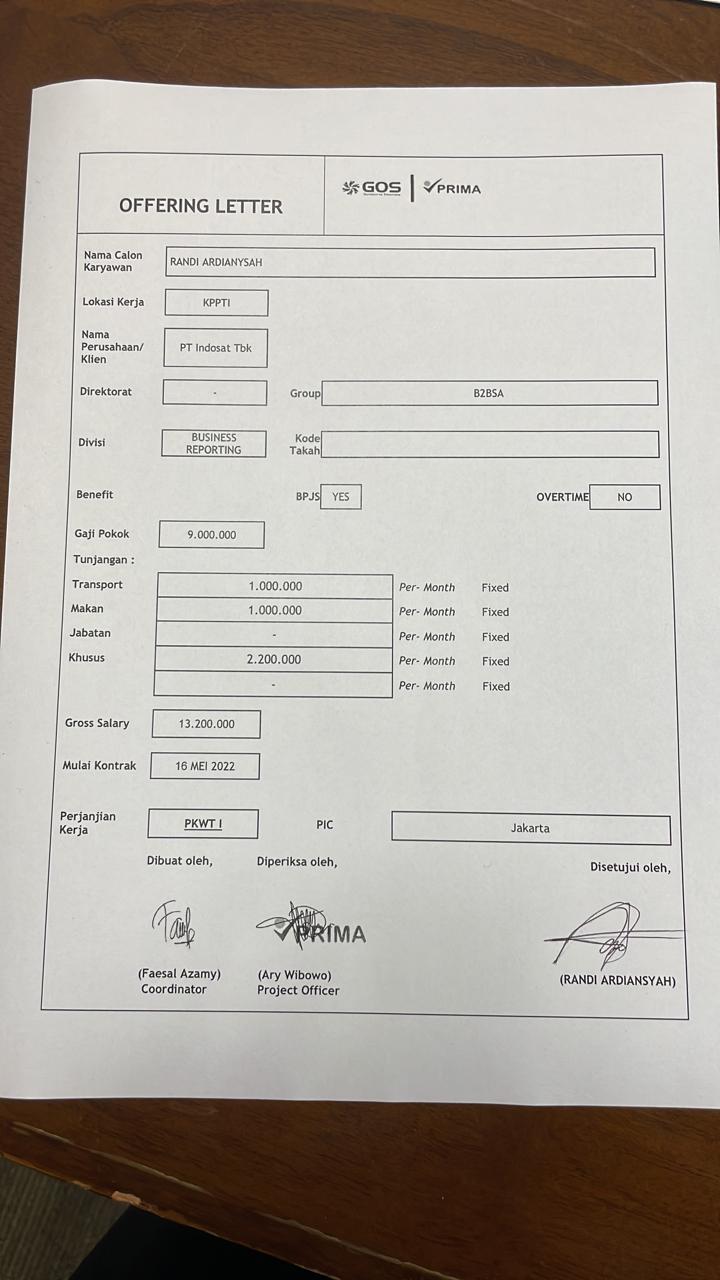 OFFERING LETTER
GOS | PRIMA
Nama Calon Karyawan
RANDI ARDIANYSAH
Lokasi Kerja
KPPTI
Nama Perusahaan/ Klien
PT Indosat Tbk
Direktorat
-
Group
B2BSA
Divisi
BUSINESS REPORTING
Kode Takah
Benefit
BPJS YES
OVERTIME NO
Gaji Pokok
9.000.000
Tunjangan :
Transport 1.000.000 Per- Month Fixed
Makan 1.000.000 Per- Month Fixed
Jabatan - Per- Month Fixed
Khusus 2.200.000 Per- Month Fixed
- Per- Month Fixed
Gross Salary 13.200.000
Mulai Kontrak 16 MEI 2022
Perjanjian Kerja
PKWT I
PIC
Jakarta
Dibuat oleh, Diperiksa oleh, Disetujui oleh,
PRIMA
(Faesal Azamy) (Ary Wibowo) (RANDI ARDIANSYAH)
Coordinator Project Officer